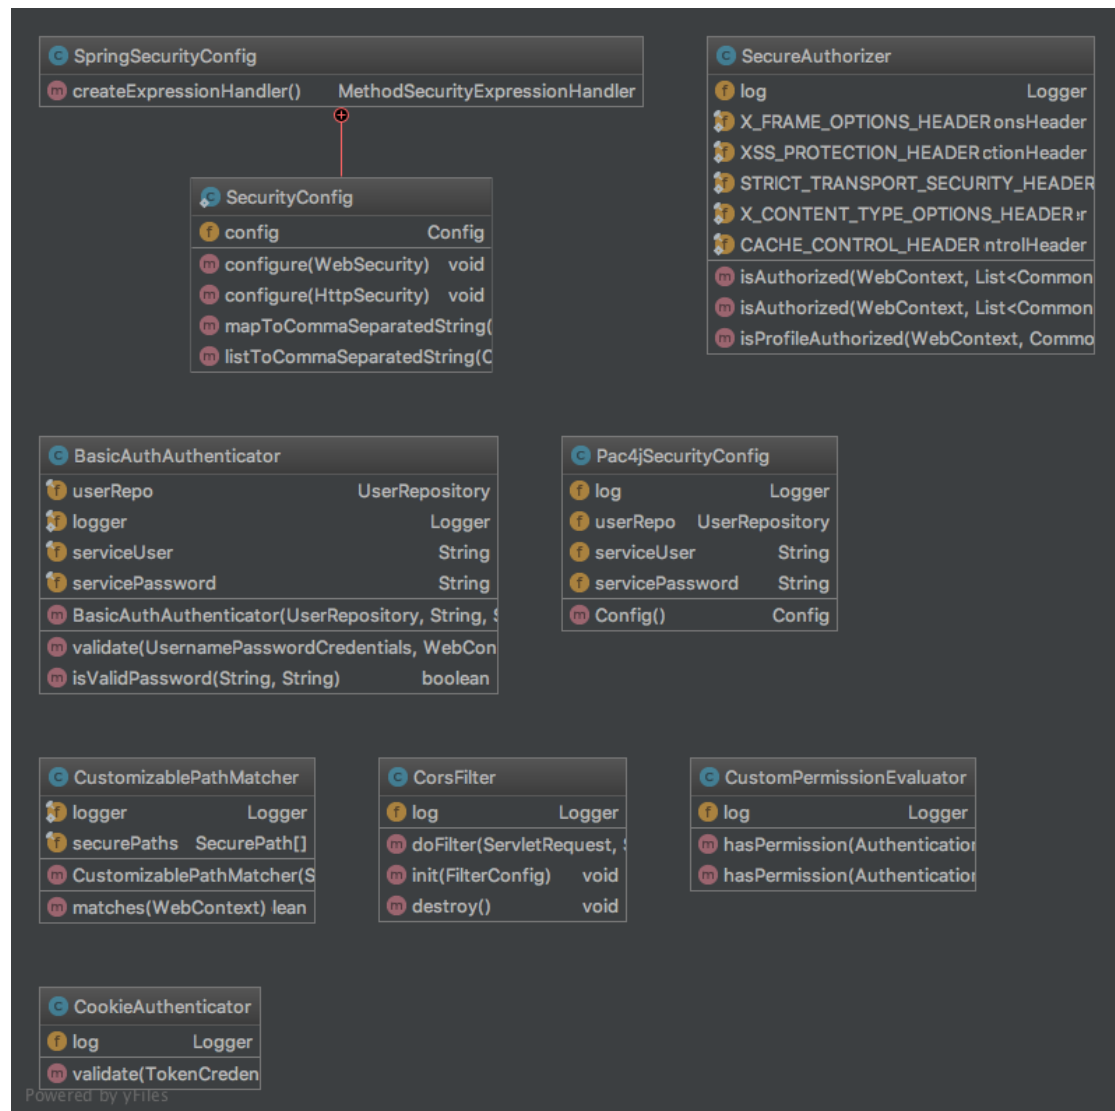 SpringSecurityConfig
createExpressionHandler() MethodSecurityExpressionHandler
SecurityConfig
config Config
configure(WebSecurity) void
configure(HttpSecurity) void
mapToCommaSeparatedString(
listToCommaSeparatedString(C
SecureAuthorizer
log Logger
X_FRAME_OPTIONS_HEADER onsHeader
XSS_PROTECTION_HEADER ctionHeader
STRICT_TRANSPORT_SECURITY_HEADER
X_CONTENT_TYPE_OPTIONS_HEADER er
CACHE_CONTROL_HEADER ntrolHeader
isAuthorized(WebContext, List<Common
isAuthorized(WebContext, List<Common
isProfileAuthorized(WebContext, Commo
BasicAuthAuthenticator
userRepo UserRepository
logger Logger
serviceUser String
servicePassword String
BasicAuthAuthenticator(UserRepository, String, S
validate(UsernamePasswordCredentials, WebCon
isValidPassword(String, String) boolean
Pac4jSecurityConfig
log Logger
userRepo UserRepository
serviceUser String
servicePassword String
Config() Config
CustomizablePathMatcher
logger Logger
securePaths SecurePath[]
CustomizablePathMatcher(S
matches(WebContext) lean
CorsFilter
log Logger
doFilter(ServletRequest, S
init(FilterConfig) void
destroy() void
CustomPermissionEvaluator
log Logger
hasPermission(Authentication
hasPermission(Authentication
CookieAuthenticator
log Logger
validate(TokenCreden
Powered by yFiles